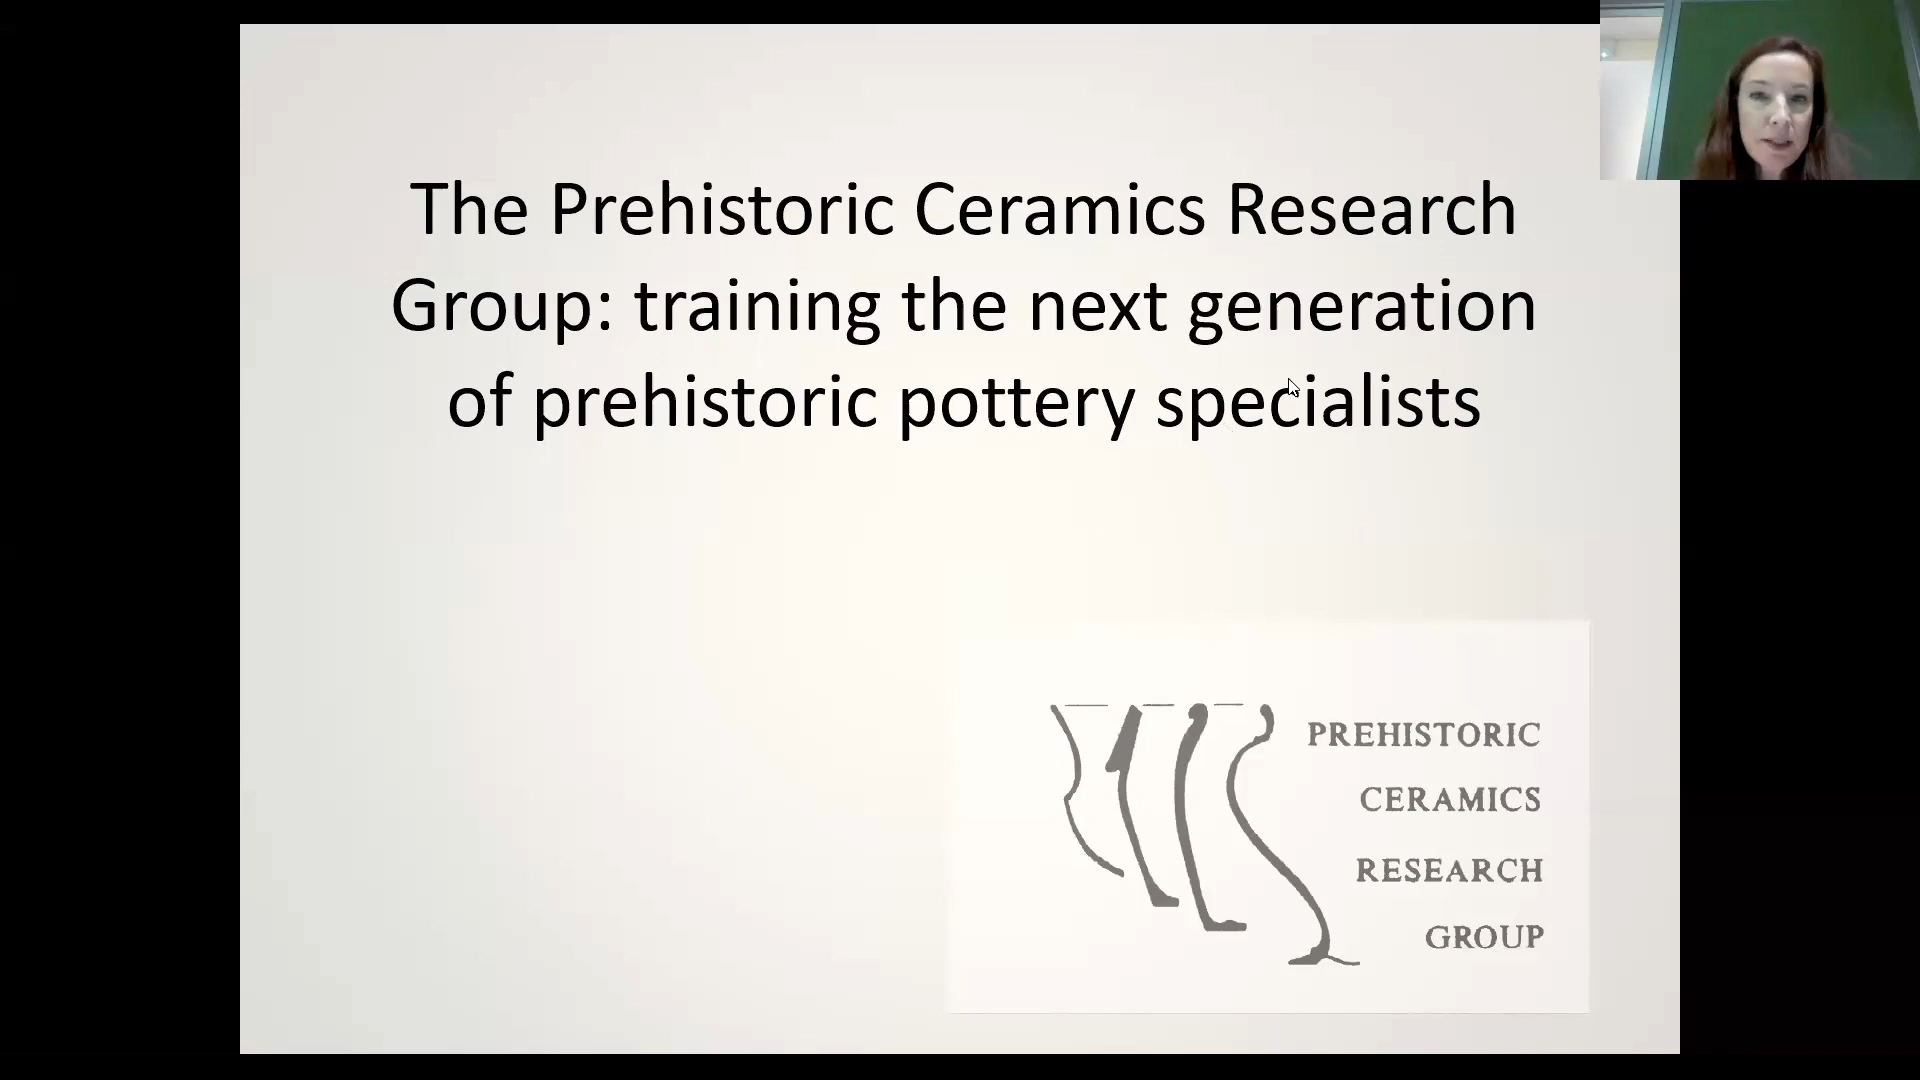 The Prehistoric Ceramics Research
Group: training the next generation
of prehistoric pottery specialists
PREHISTORIC
CERAMICS
RESEARCH
GROUP